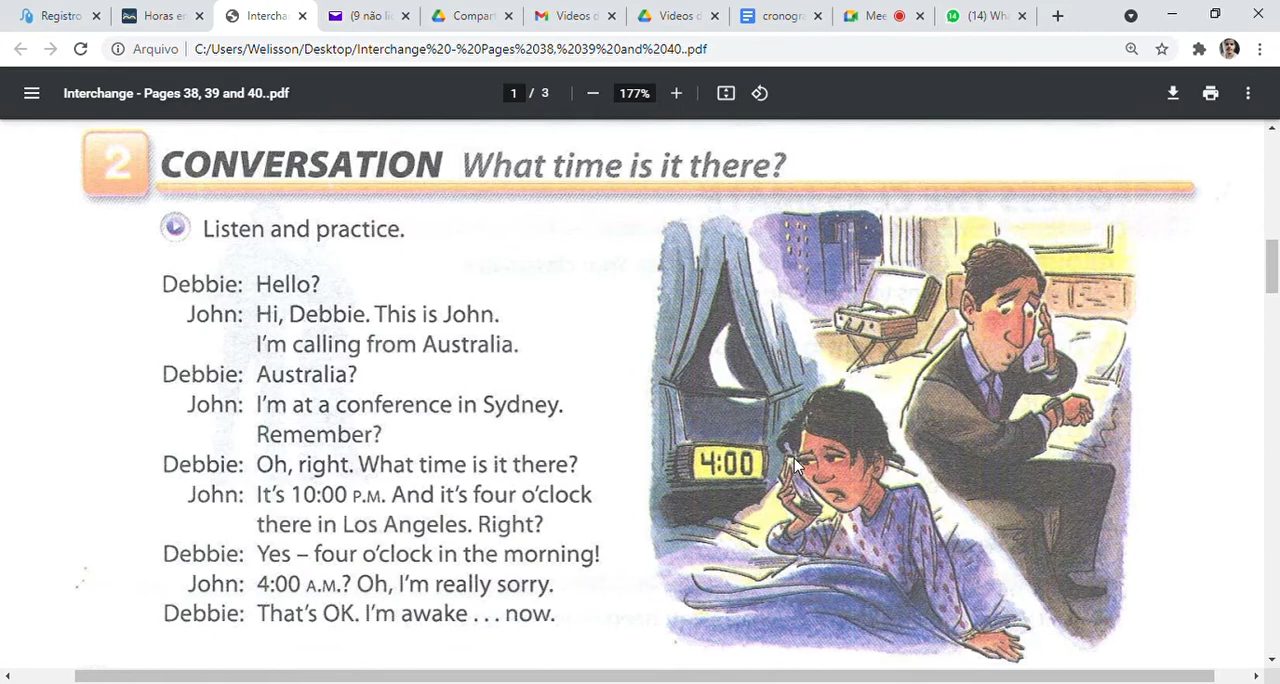 Registro
Horas en
Intercha
(9 não li
Compart
Videos d
Videos d
cronogra
Mee
(14) Wha
Arquivo
C:/Users/Welisson/Desktop/Interchange%20-%20Pages%2038,%2039%20and%2040..pdf
Interchange - Pages 38, 39 and 40..pdf
1 / 3
177%
2 CONVERSATION What time is it there?
Listen and practice.
Debbie: Hello?
John: Hi, Debbie. This is John.
I'm calling from Australia.
Debbie: Australia?
John: I'm at a conference in Sydney.
Remember?
Debbie: Oh, right. What time is it there?
John: It's 10:00 P.M. And it's four o'clock
there in Los Angeles. Right?
Debbie: Yes – four o'clock in the morning!
John: 4:00 A.M.? Oh, I'm really sorry.
Debbie: That's OK. I'm awake . . . now.
4:00